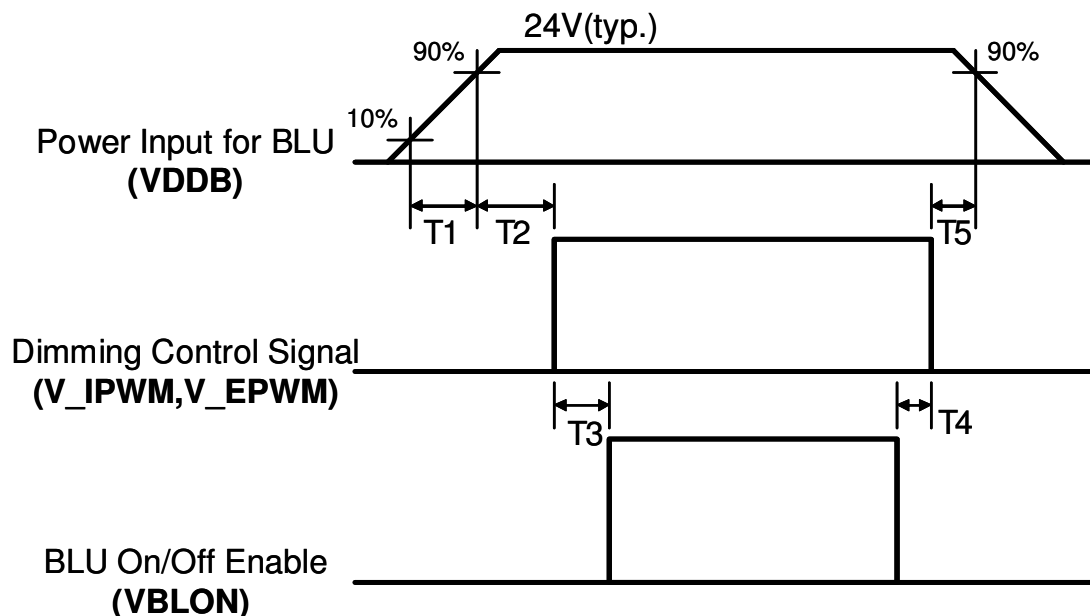 24V(typ.)
90%
90%
10%
Power Input for BLU
(VDDB)
T1
T2
T5
Dimming Control Signal
(V_IPWM,V_EPWM)
T3
T4
BLU On/Off Enable
(VBLON)